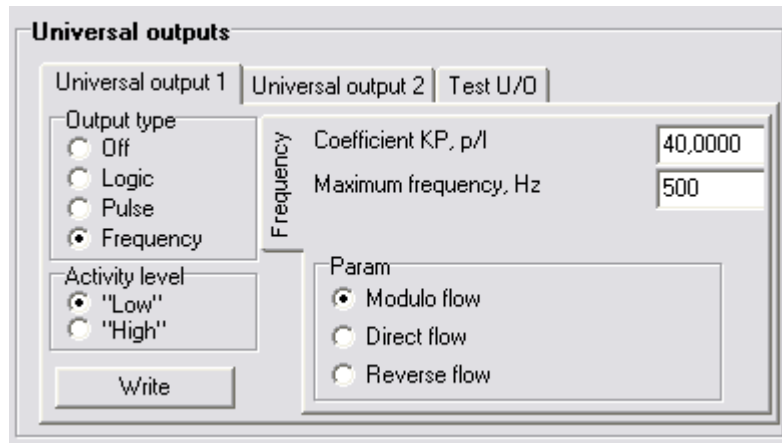 Universal outputs
Universal output 1
Universal output 2
Test U/O
Output type
Off
Logic
Pulse
Frequency
Activity level
"Low"
"High"
Write
Frequency
Coefficient KP, p/l
40,0000
Maximum frequency, Hz
500
Param
Modulo flow
Direct flow
Reverse flow